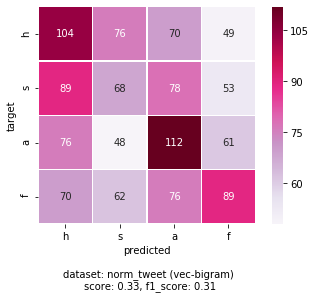 h 104 76 70 49
s 89 68 78 53
a 76 48 112 61
f 70 62 76 89
h s a f
target
predicted
105
90
75
60
dataset: norm_tweet (vec-bigram)
score: 0.33, f1_score: 0.31